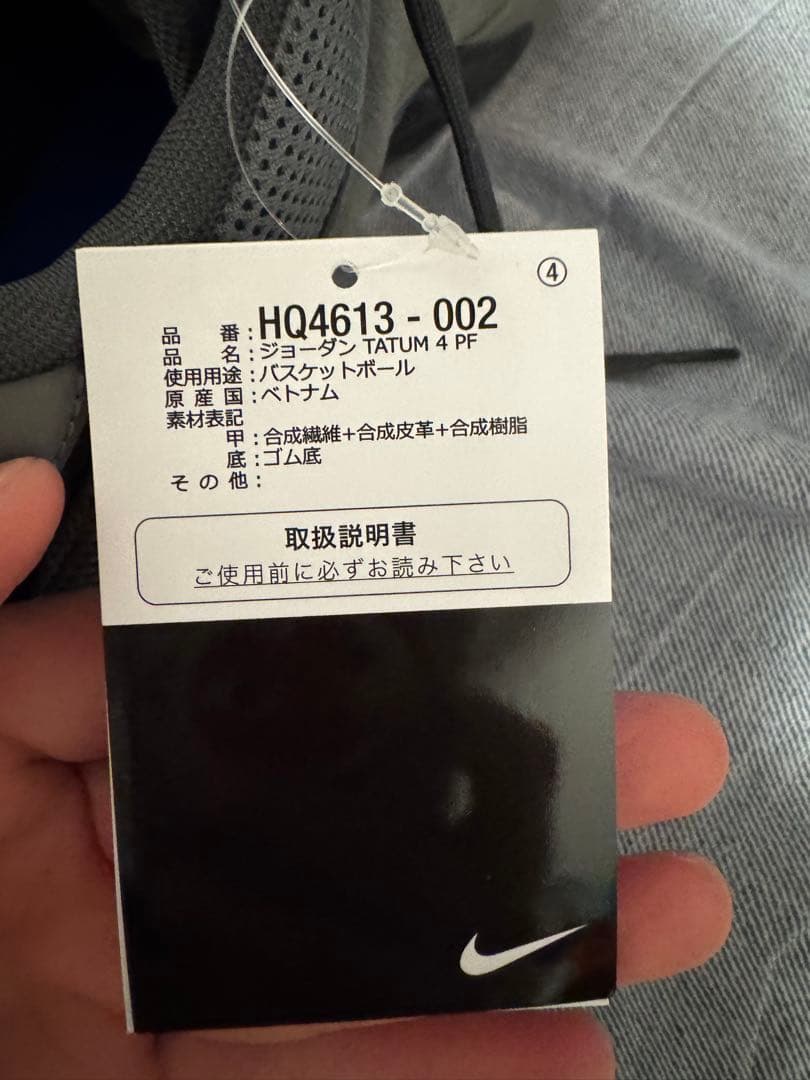 ④
品番:HQ4613-002
品名:ジョーダン TATUM 4 PF
使用用途:バスケットボール
原産国:ベトナム
素材表記
甲:合成繊維+合成皮革+合成樹脂
底:ゴム底
その他:
取扱説明書
ご使用前に必ずお読み下さい